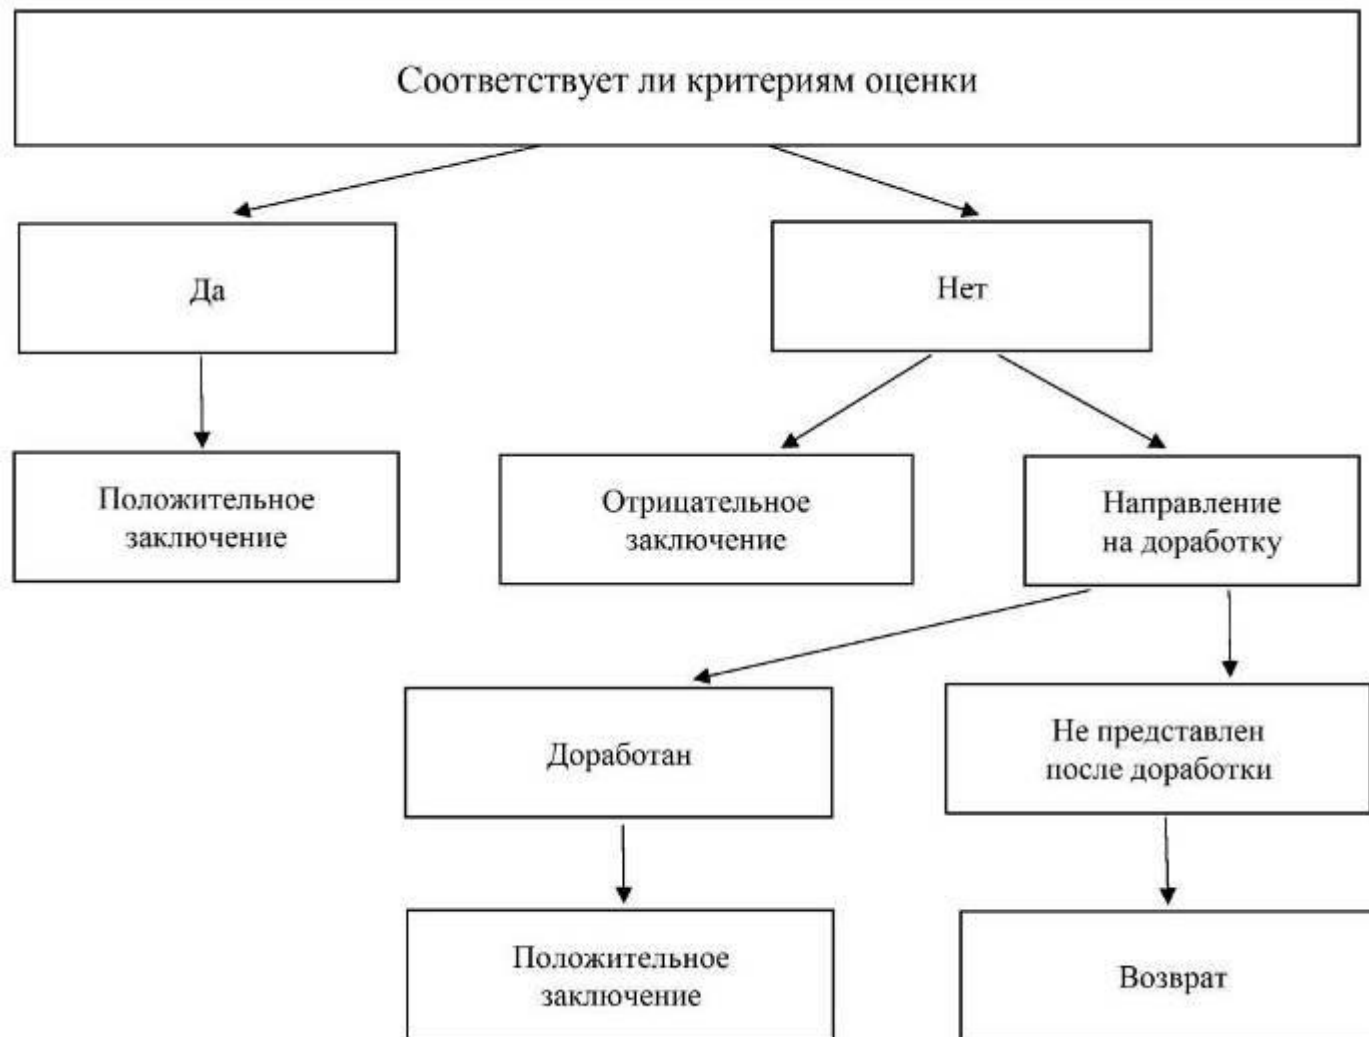 Соответствует ли критериям оценки
Да
Нет
Положительное
заключение
Отрицательное
заключение
Направление
на доработку
Доработан
Не представлен
после доработки
Положительное
заключение
Возврат